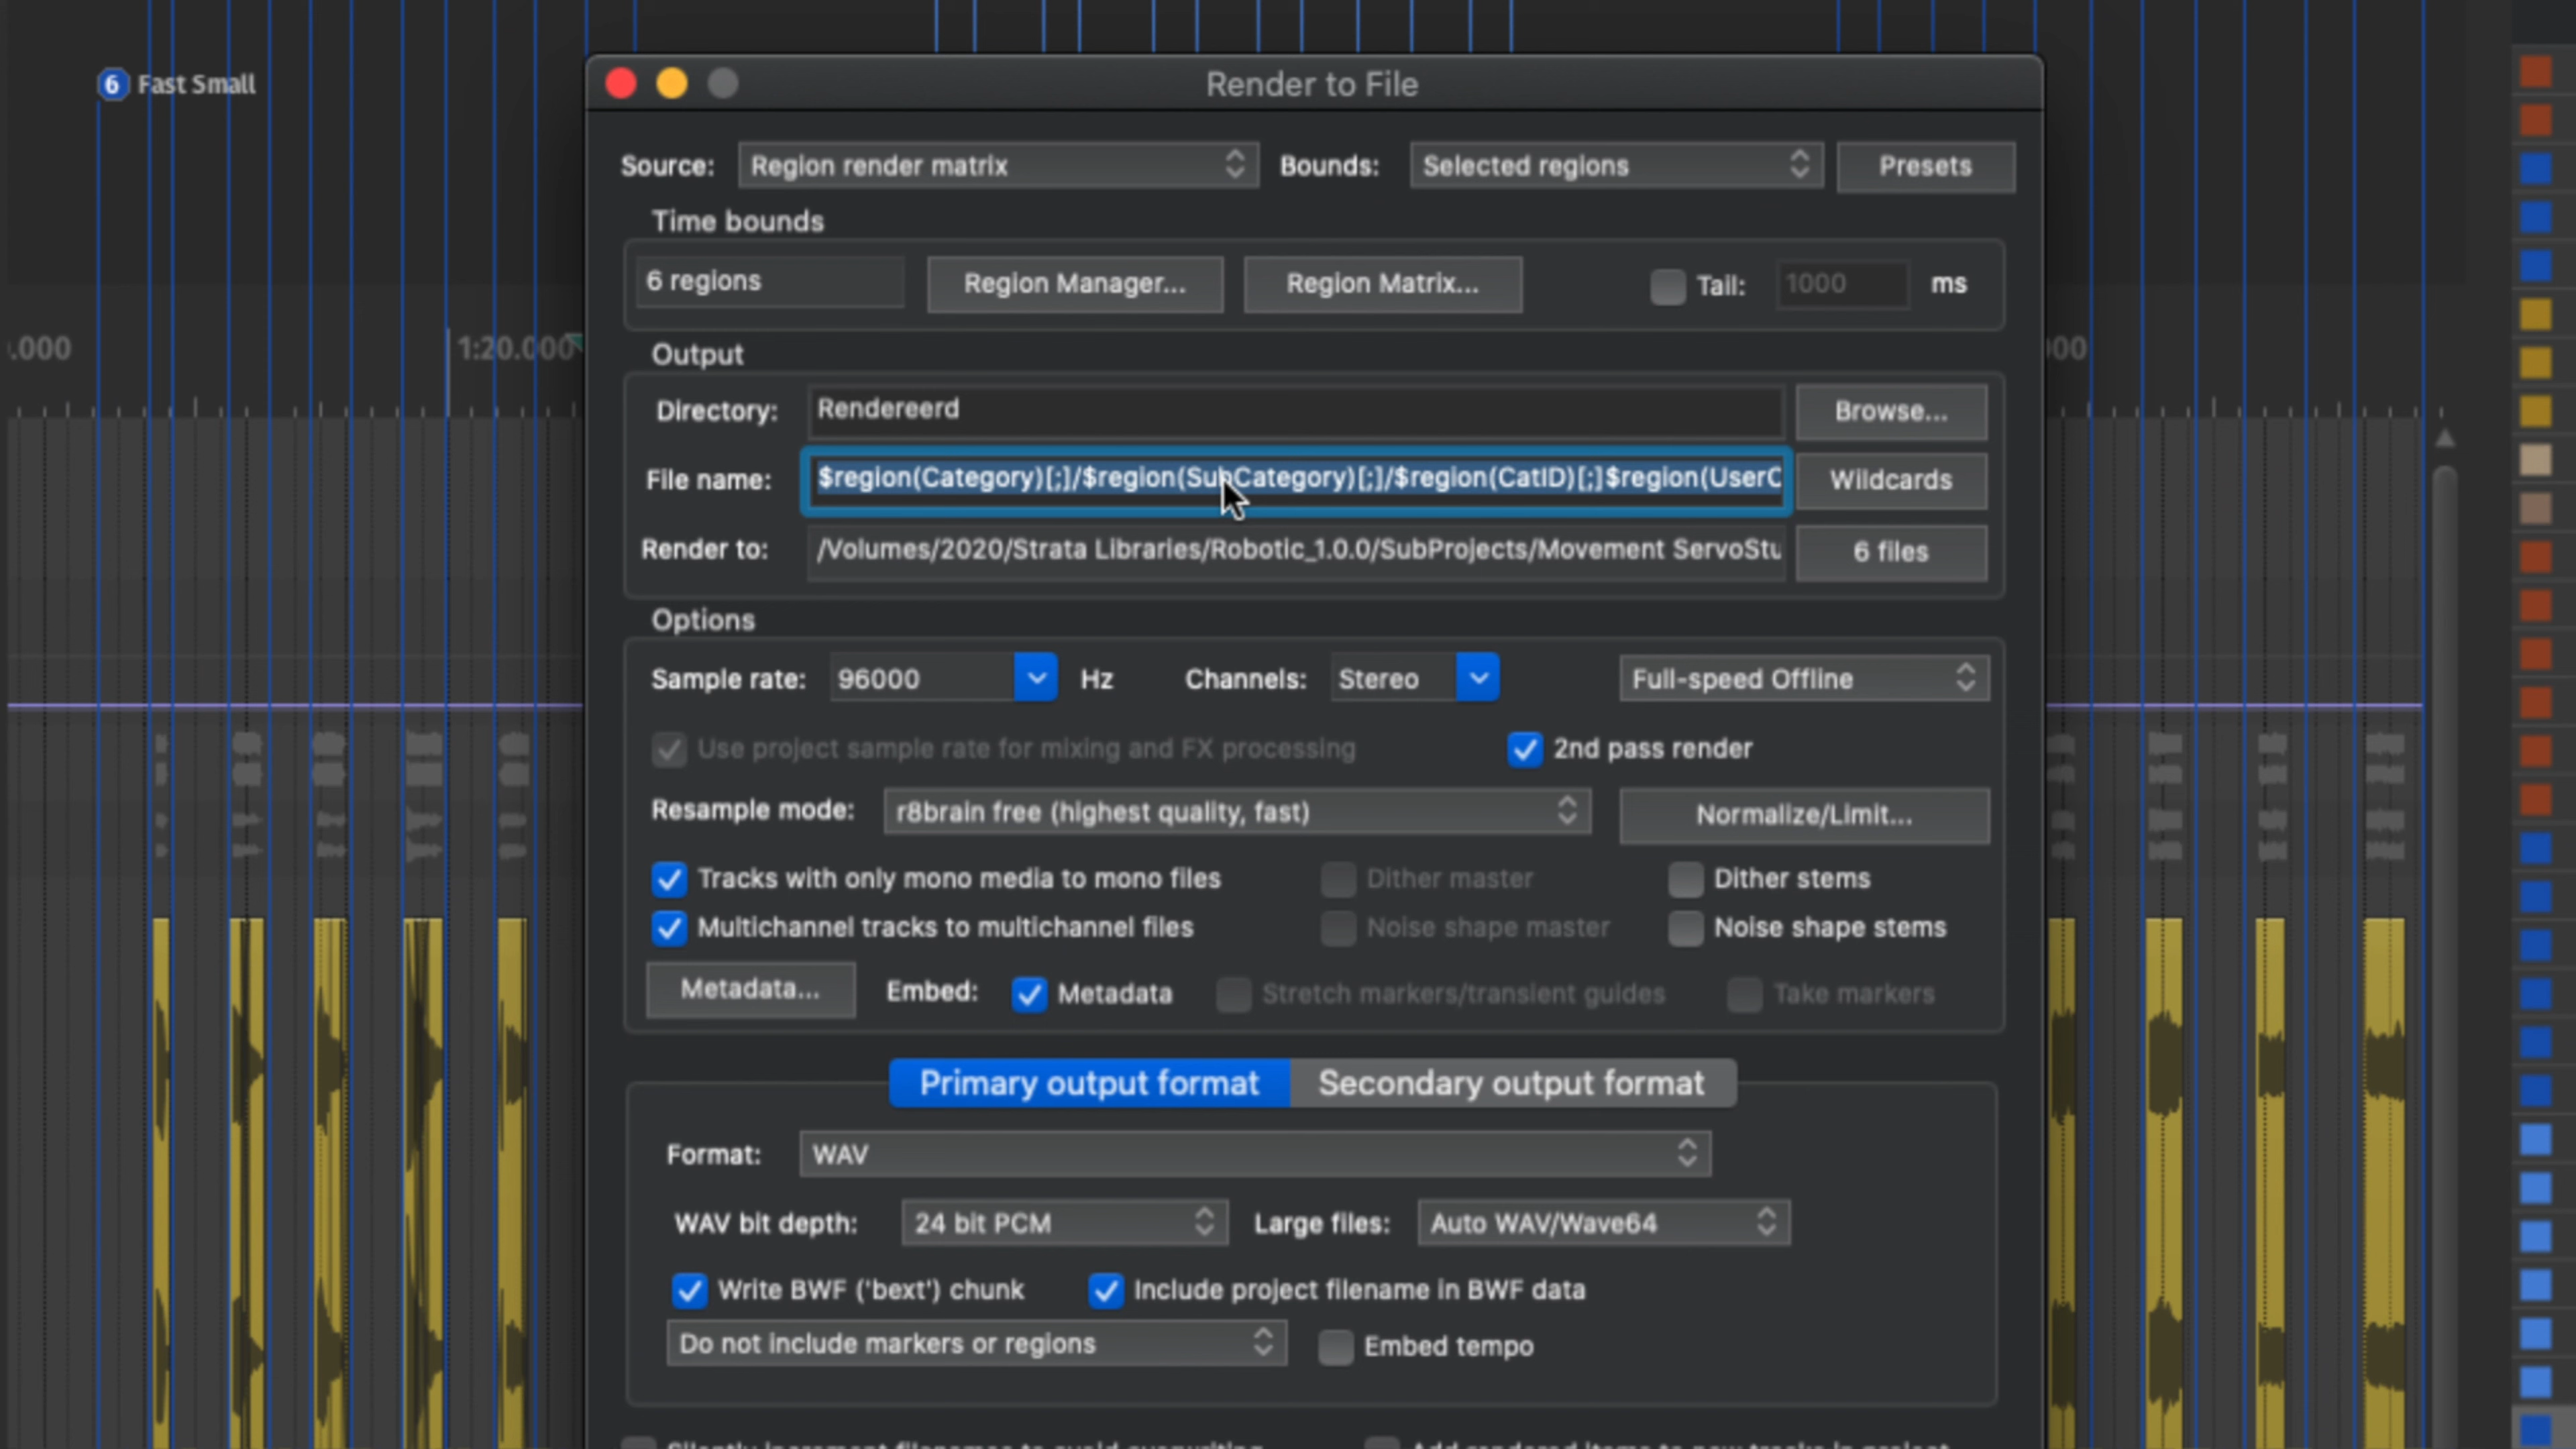 6 Fast Small
Render to File
Source: Region render matrix Bounds: Selected regions Presets
Time bounds
6 regions Region Manager... Region Matrix... Tail: 1000 ms
.000 1:20.000 000
Output
Directory: Rendereerd Browse...
File name: $region(Category)[;]/$region(SubCategory)[;]/$region(CatID)[;]$region(UserC Wildcards
Render to: /Volumes/2020/Strata Libraries/Robotic_1.0.0/SubProjects/Movement ServoStu 6 files
Options
Sample rate: 96000 Hz Channels: Stereo Full-speed Offline
Use project sample rate for mixing and FX processing 2nd pass render
Resample mode: r8brain free (highest quality, fast) Normalize/Limit...
Tracks with only mono media to mono files Dither master Dither stems
Multichannel tracks to multichannel files Noise shape master Noise shape stems
Metadata... Embed: Metadata Stretch markers/transient guides Take markers
Primary output format Secondary output format
Format: WAV
WAV bit depth: 24 bit PCM Large files: Auto WAV/Wave64
Write BWF ('bext') chunk Include project filename in BWF data
Do not include markers or regions Embed tempo